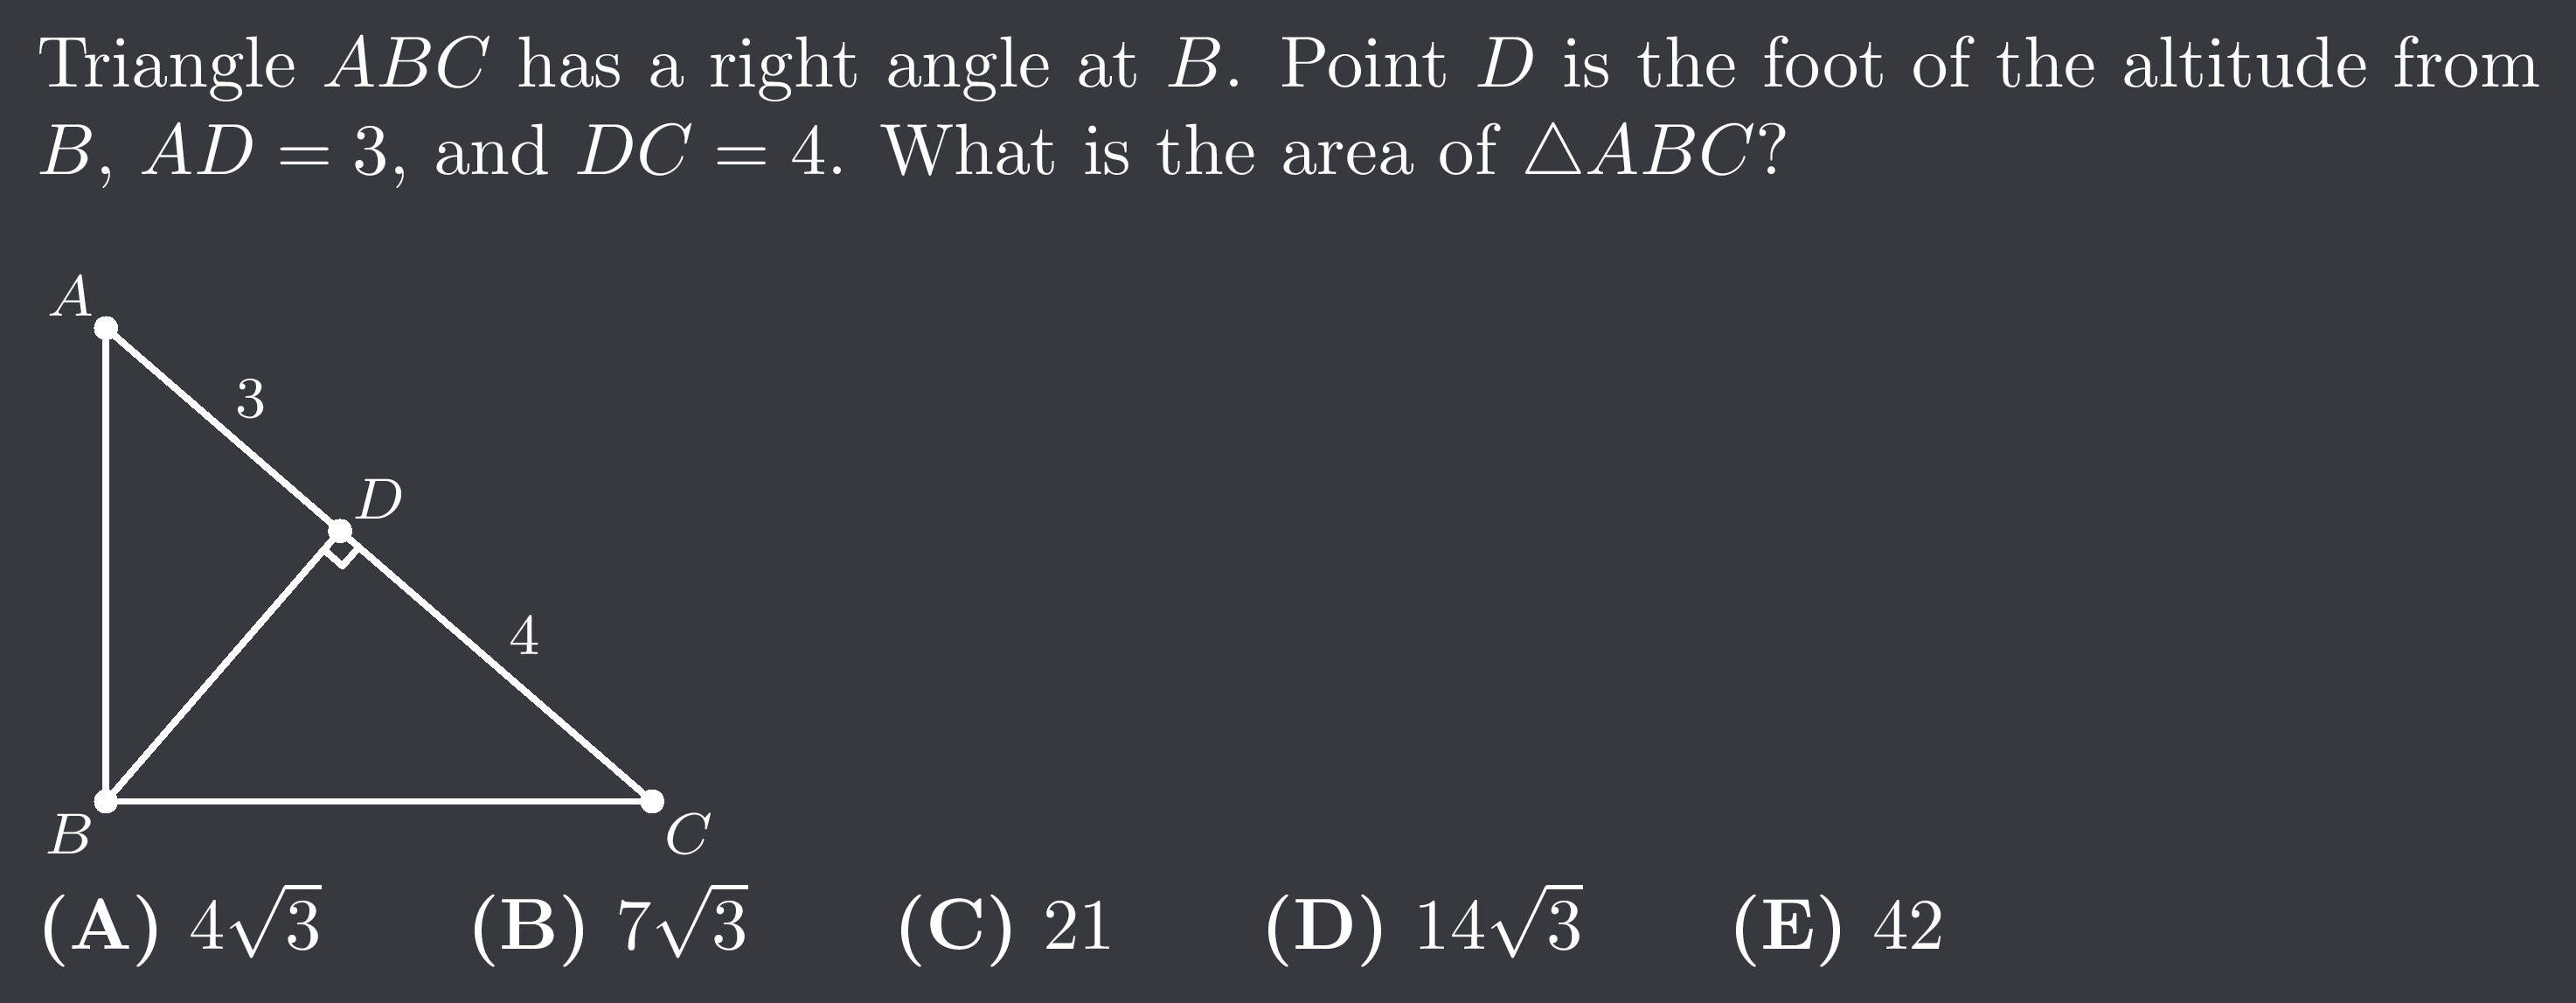 Triangle ABC has a right angle at B. Point D is the foot of the altitude from
B, AD = 3, and DC = 4. What is the area of △ABC?
A
3
D
4
B
C
(A) 4√3 (B) 7√3 (C) 21 (D) 14√3 (E) 42